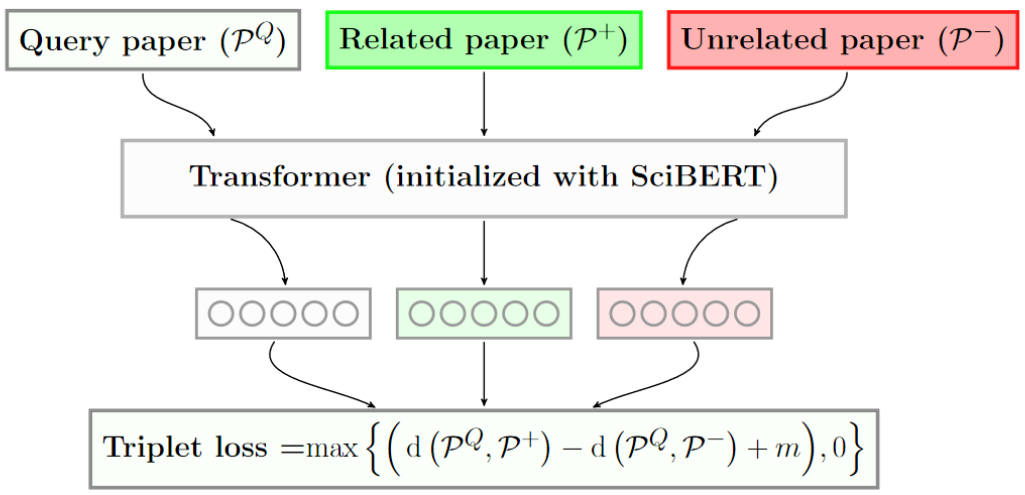 Query paper (𝒫^Q) Related paper (𝒫^+) Unrelated paper (𝒫^−)
Transformer (initialized with SciBERT)
Triplet loss =max{(d(𝒫^Q, 𝒫^+) − d(𝒫^Q, 𝒫^−) + m), 0}